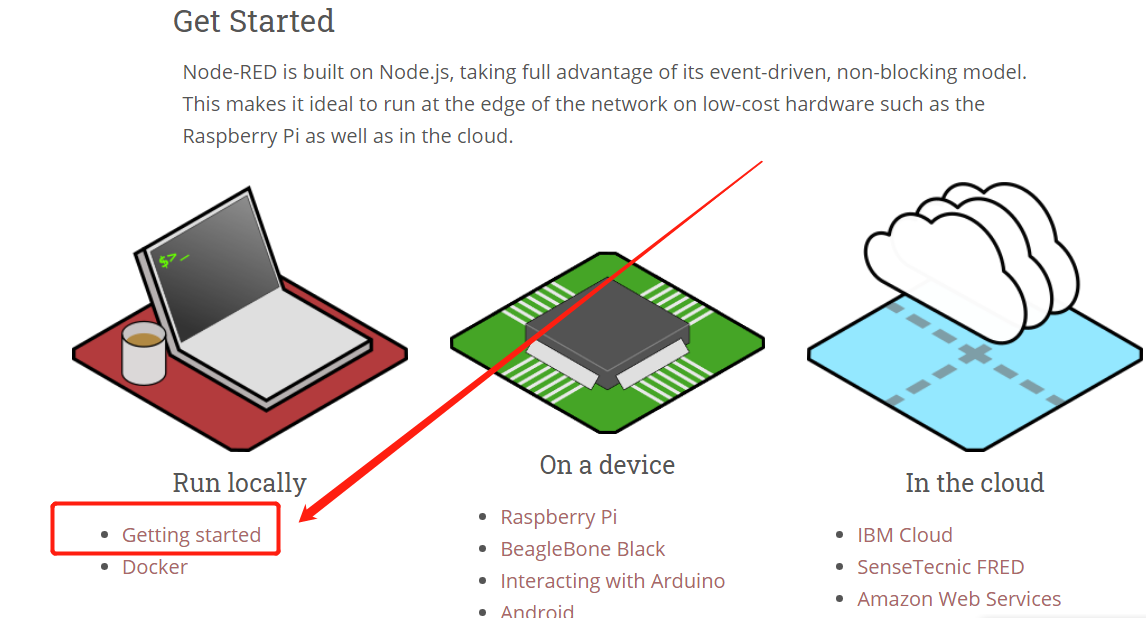 Get Started
Node-RED is built on Node.js, taking full advantage of its event-driven, non-blocking model.
This makes it ideal to run at the edge of the network on low-cost hardware such as the
Raspberry Pi as well as in the cloud.
$7 –
Run locally
Getting started
Docker
On a device
Raspberry Pi
BeagleBone Black
Interacting with Arduino
Android
In the cloud
IBM Cloud
SenseTecnic FRED
Amazon Web Services